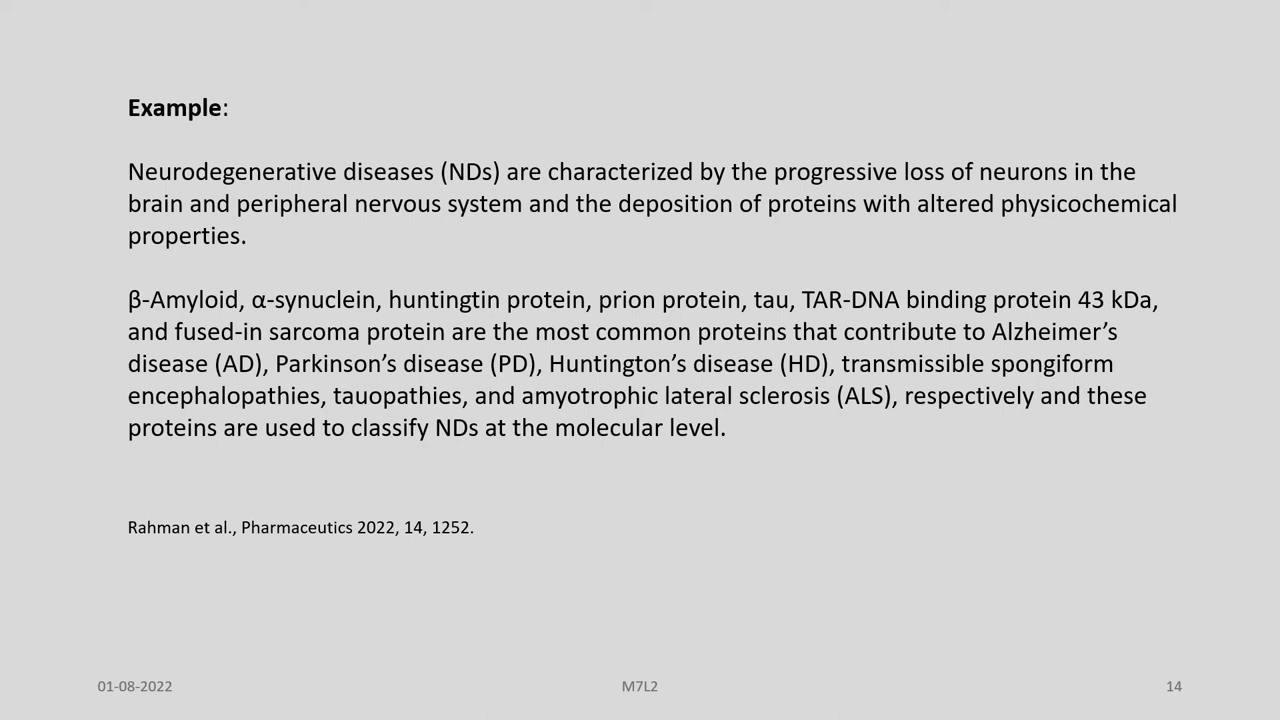 Example:
Neurodegenerative diseases (NDs) are characterized by the progressive loss of neurons in the
brain and peripheral nervous system and the deposition of proteins with altered physicochemical
properties.
β-Amyloid, α-synuclein, huntingtin protein, prion protein, tau, TAR-DNA binding protein 43 kDa,
and fused-in sarcoma protein are the most common proteins that contribute to Alzheimer’s
disease (AD), Parkinson’s disease (PD), Huntington’s disease (HD), transmissible spongiform
encephalopathies, tauopathies, and amyotrophic lateral sclerosis (ALS), respectively and these
proteins are used to classify NDs at the molecular level.
Rahman et al., Pharmaceutics 2022, 14, 1252.
01-08-2022 M7L2 14